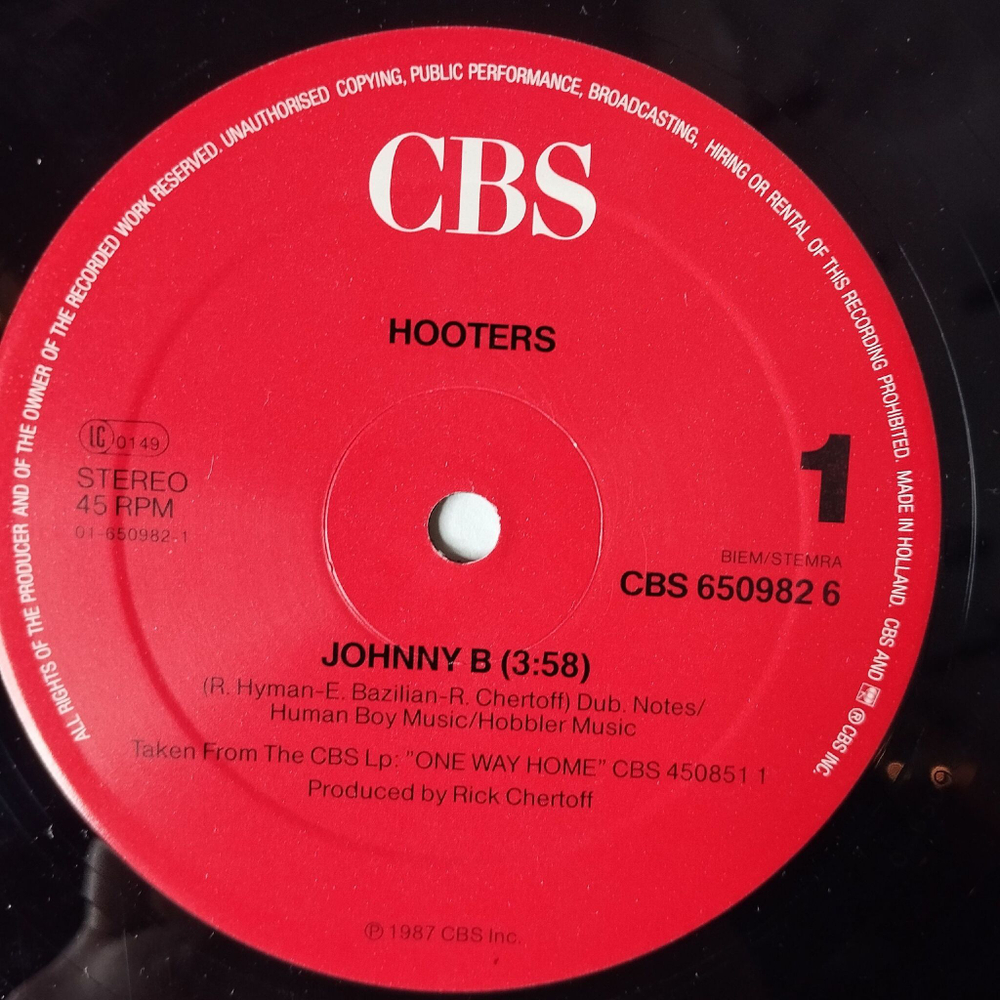 ALL RIGHTS OF THE PRODUCER AND OF THE OWNER OF THE RECORDED WORK RESERVED. UNAUTHORISED COPYING, PUBLIC PERFORMANCE, BROADCASTING, HIRING OR RENTAL OF THIS RECORDING PROHIBITED. MADE IN HOLLAND. CBS AND ® CBS INC.
CBS
HOOTERS
LC 0149
STEREO
45 RPM
01-650982-1
1
BIEM/STEMRA
CBS 650982 6
JOHNNY B (3:58)
(R. Hyman-E. Bazilian-R. Chertoff) Dub. Notes/
Human Boy Music/Hobbler Music
Taken From The CBS Lp: "ONE WAY HOME" CBS 450851 1
Produced by Rick Chertoff
℗ 1987 CBS Inc.